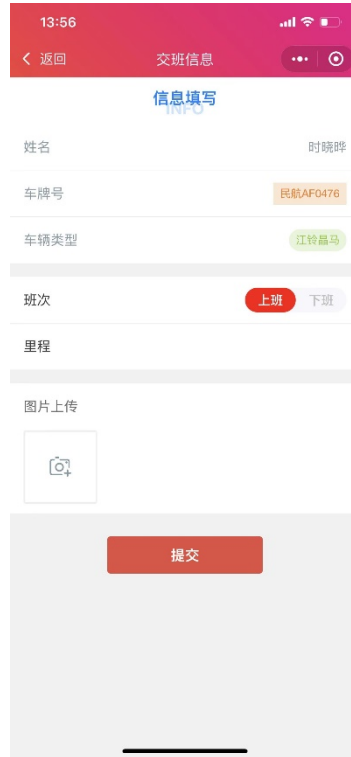 13:56
返回 交班信息
信息填写
INFO
姓名 时晓晔
车牌号 民航AF0476
车辆类型 江铃昌马
班次 上班 下班
里程
图片上传
提交